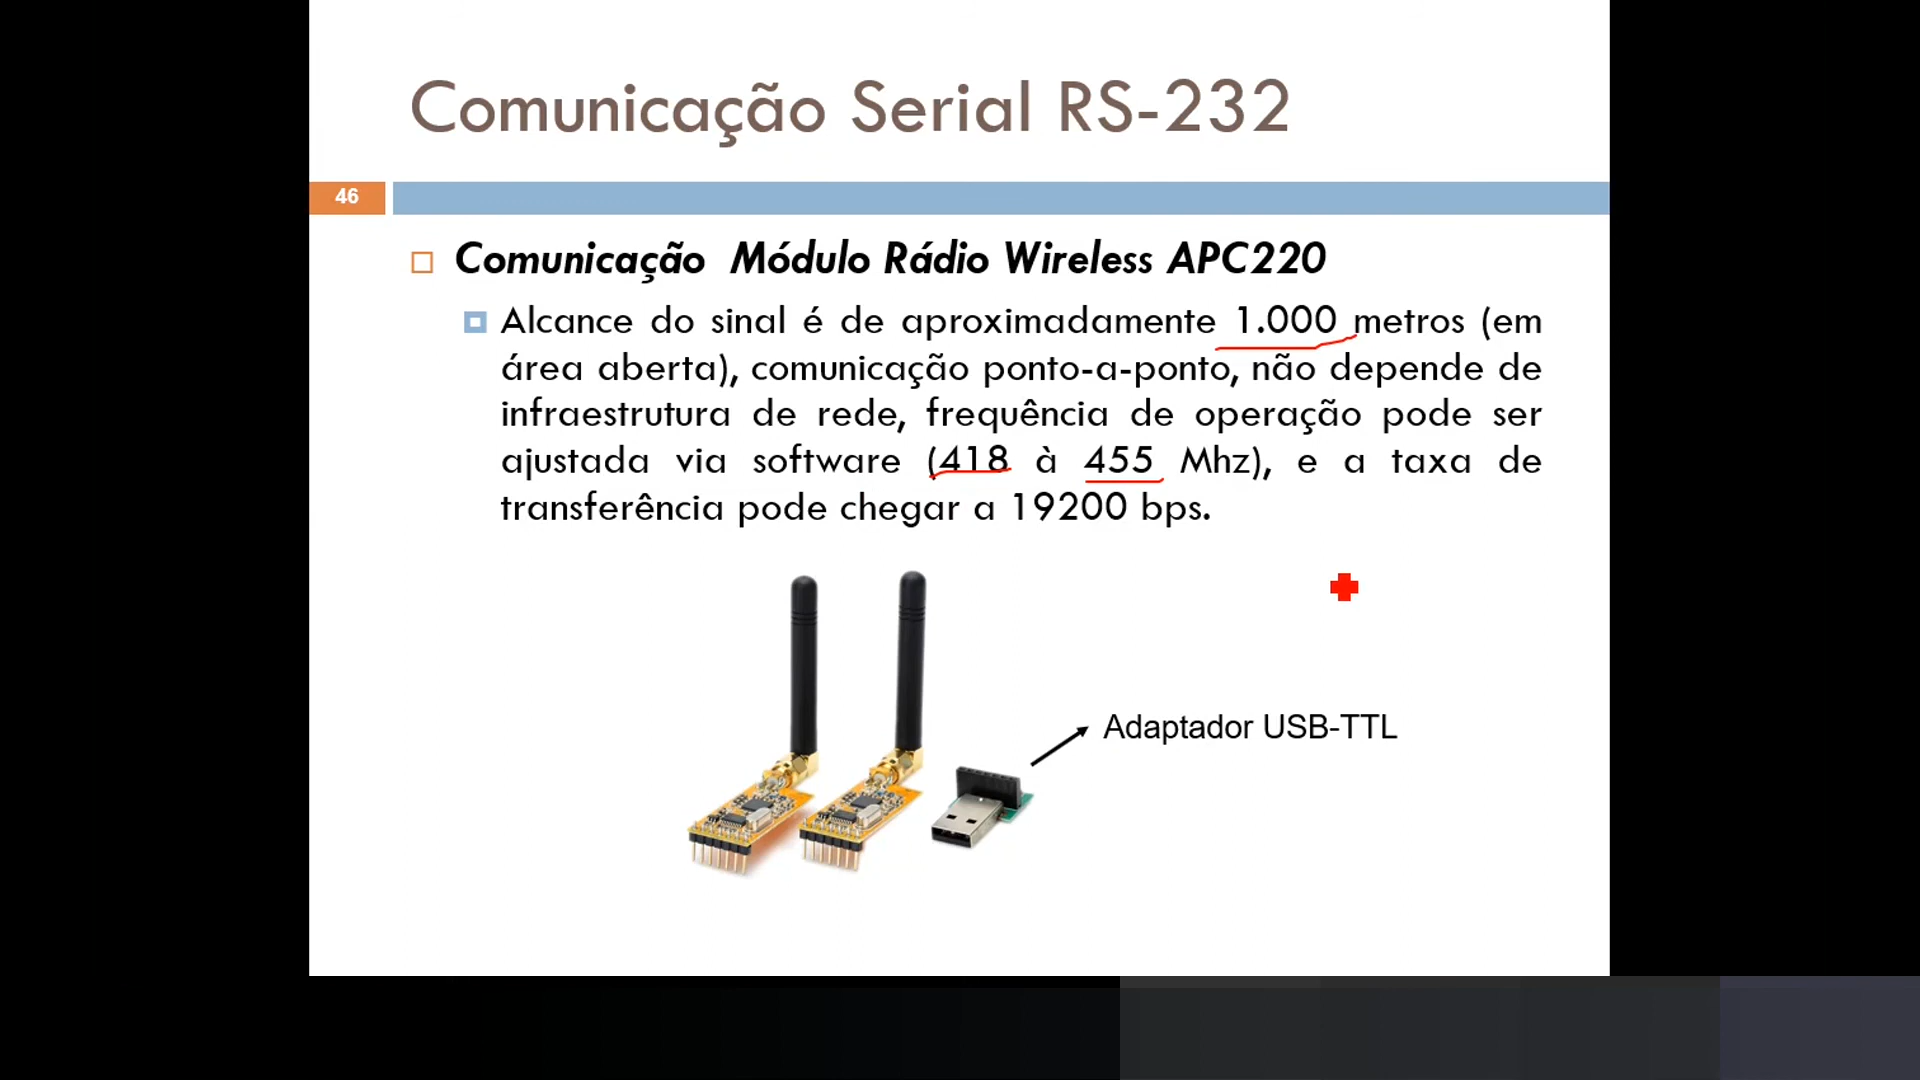 Comunicação Serial RS-232
46
Comunicação Módulo Rádio Wireless APC220
Alcance do sinal é de aproximadamente 1.000 metros (em
área aberta), comunicação ponto-a-ponto, não depende de
infraestrutura de rede, frequência de operação pode ser
ajustada via software (418 à 455 Mhz), e a taxa de
transferência pode chegar a 19200 bps.
Adaptador USB-TTL